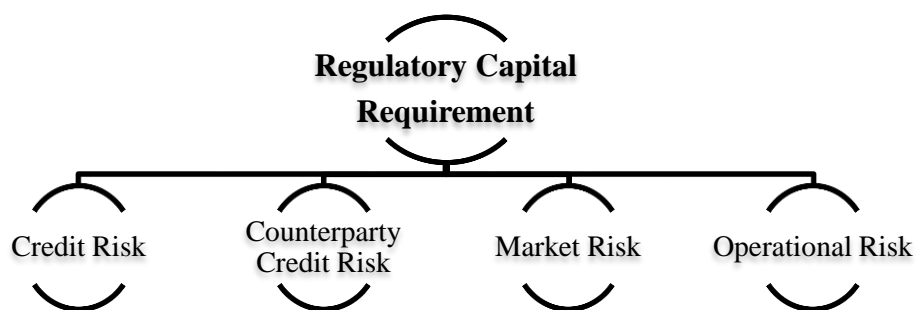 Regulatory Capital
Requirement
Credit Risk
Counterparty
Credit Risk
Market Risk
Operational Risk